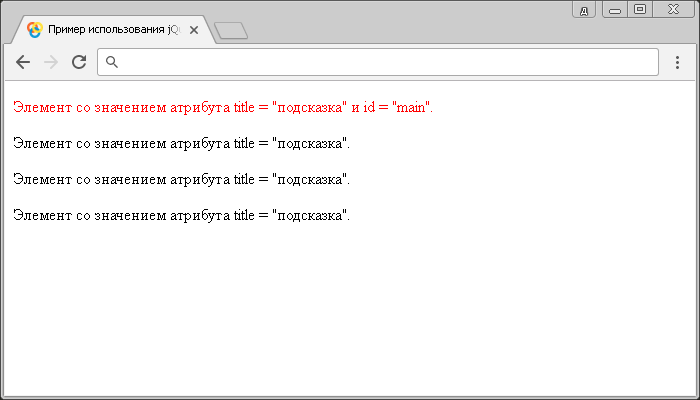 д
Пример использования jQ
Элемент со значением атрибута title = "подсказка" и id = "main".
Элемент со значением атрибута title = "подсказка".
Элемент со значением атрибута title = "подсказка".
Элемент со значением атрибута title = "подсказка".